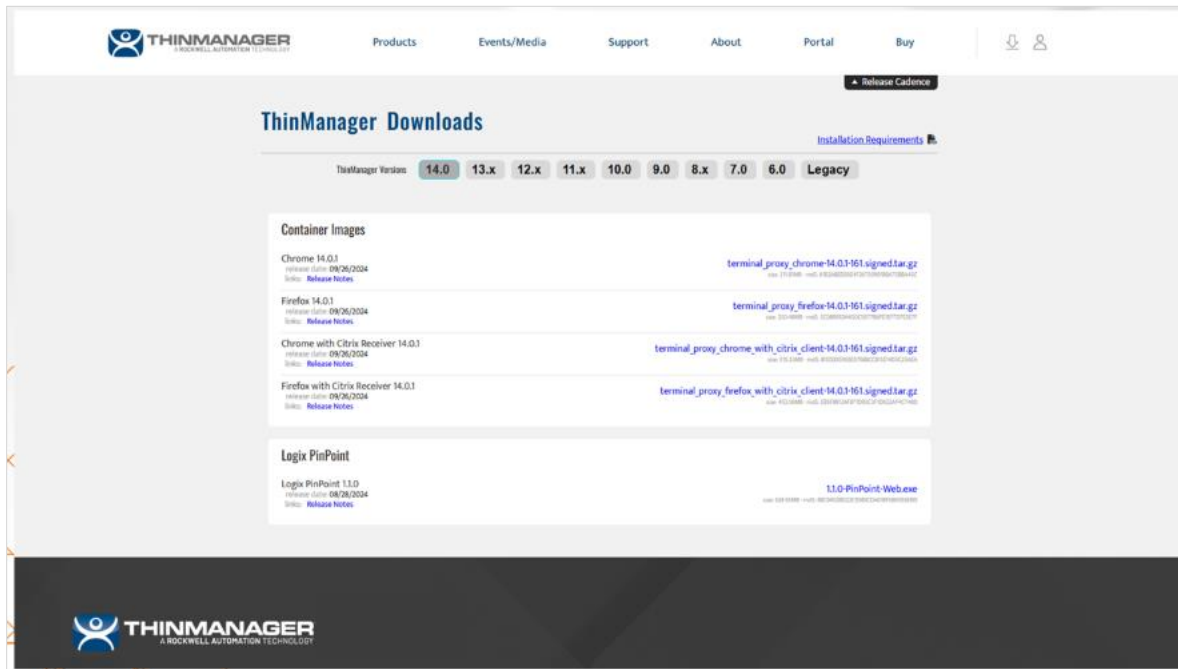 THINMANAGER
A ROCKWELL AUTOMATION TECHNOLOGY
Products Events/Media Support About Portal Buy
Release Cadence
ThinManager Downloads
Installation Requirements
ThinManager Versions 14.0 13.x 12.x 11.x 10.0 9.0 8.x 7.0 6.0 Legacy
Container Images
Chrome 14.0.1
terminal_proxy_chrome-14.0.1-161.signed.tar.gz
release date: 09/26/2024
links: Release Notes
Firefox 14.0.1
terminal_proxy_firefox-14.0.1-161.signed.tar.gz
release date: 09/26/2024
links: Release Notes
Chrome with Citrix Receiver 14.0.1
terminal_proxy_chrome_with_citrix_client-14.0.1-161.signed.tar.gz
release date: 09/26/2024
links: Release Notes
Firefox with Citrix Receiver 14.0.1
terminal_proxy_firefox_with_citrix_client-14.0.1-161.signed.tar.gz
release date: 09/26/2024
links: Release Notes
Logix PinPoint
Logix PinPoint 1.1.0
1.1.0-PinPoint-Web.exe
release date: 08/28/2024
links: Release Notes
THINMANAGER
A ROCKWELL AUTOMATION TECHNOLOGY